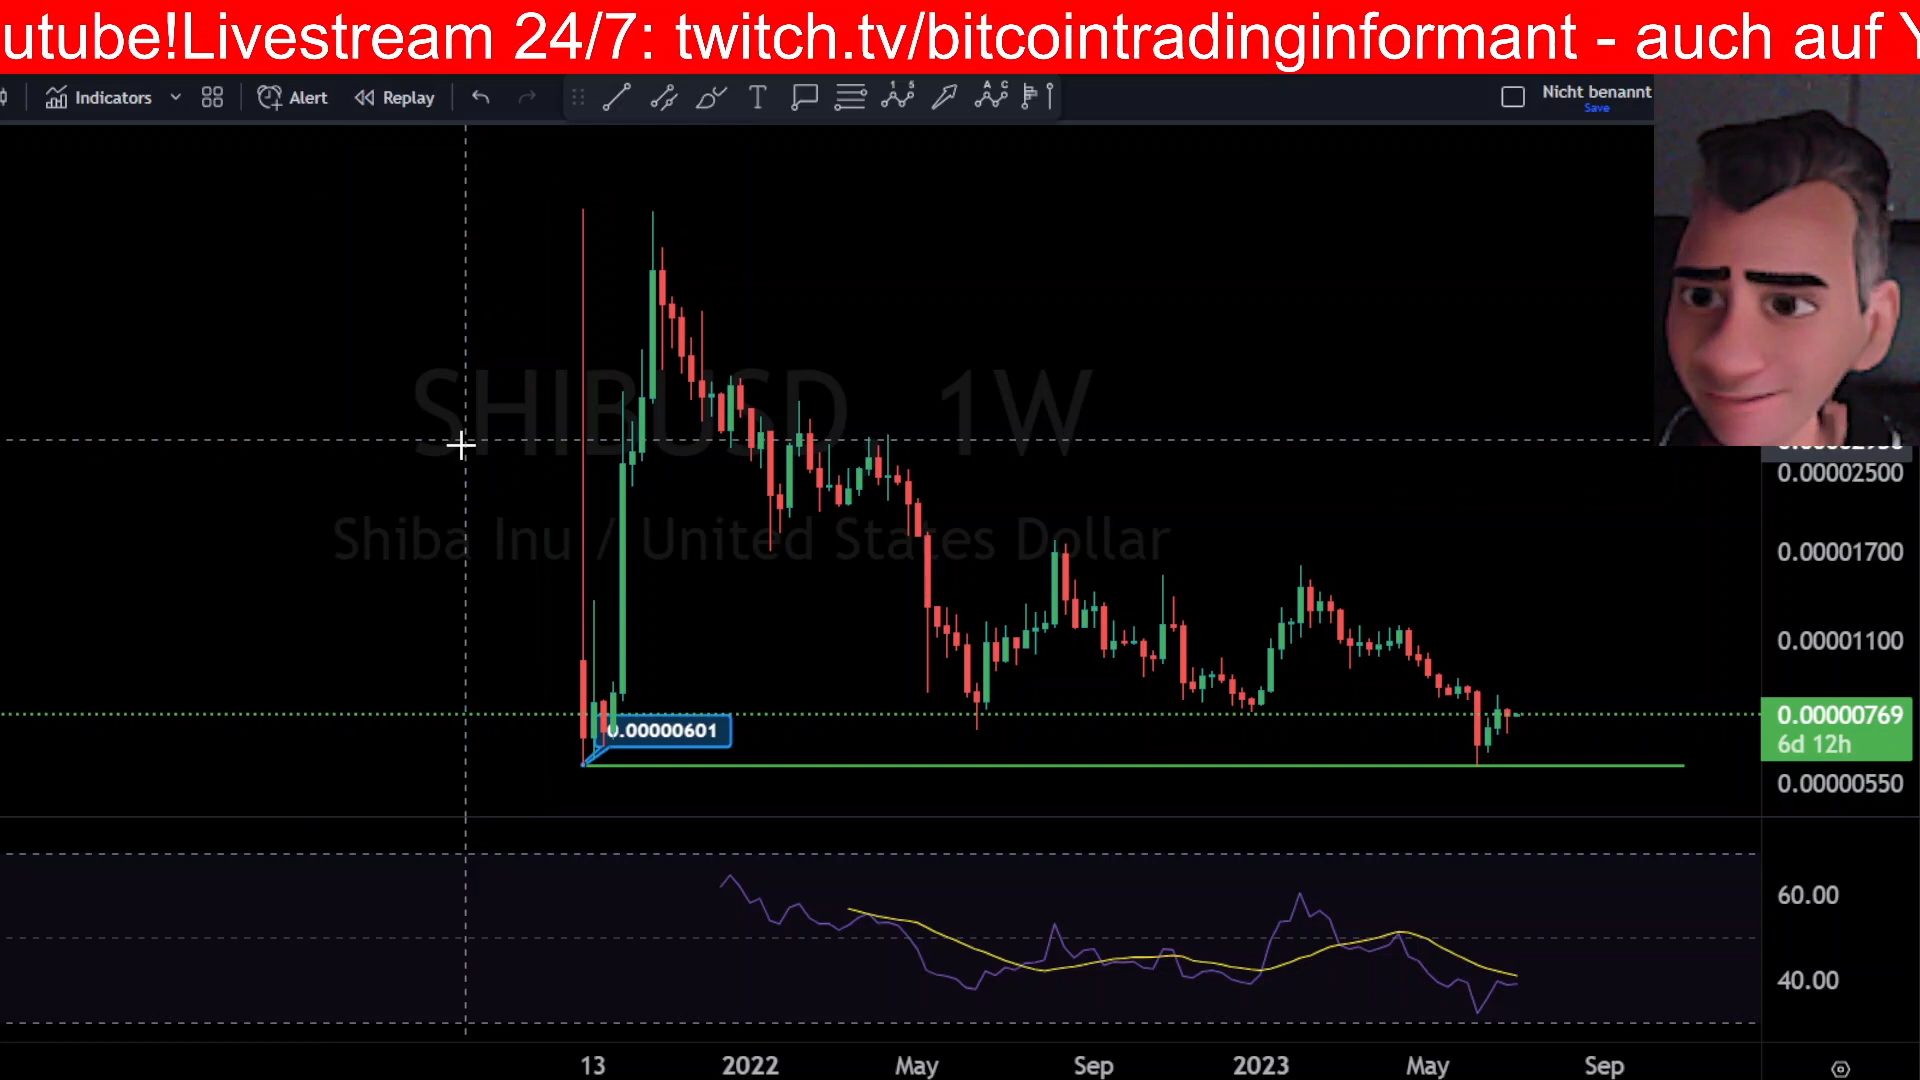 utube!Livestream 24/7: twitch.tv/bitcointradinginformant - auch auf Y
Indicators
Alert
Replay
Nicht benannt
Save
SHIBUSD 1W
Shiba Inu / United States Dollar
0.00000601
0.00002500
0.00001700
0.00001100
0.00000769
6d 12h
0.00000550
60.00
40.00
13 2022 May Sep 2023 May Sep